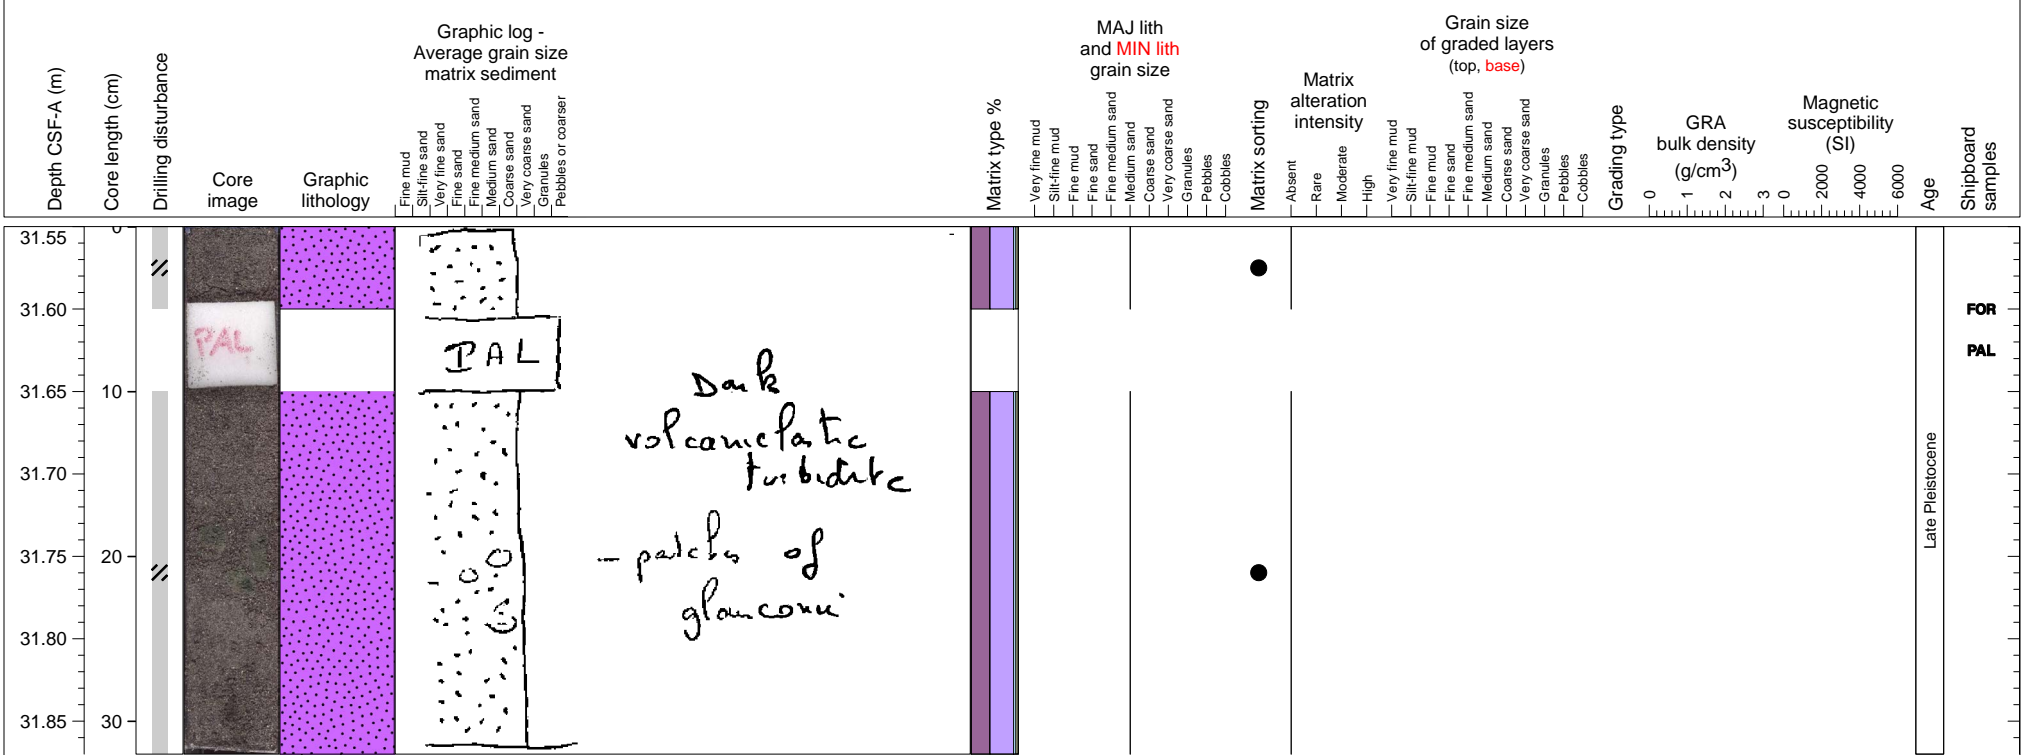 Depth CSF-A (m)
Core length (cm)
Drilling disturbance
Core
image
Graphic
lithology
Graphic log -
Average grain size
matrix sediment
Fine mud
Silt-fine sand
Very fine sand
Fine sand
Fine medium sand
Medium sand
Coarse sand
Very coarse sand
Granules
Pebbles or coarser
Matrix type %
MAJ lith
and MIN lith
grain size
Very fine mud
Silt-fine mud
Fine mud
Fine sand
Fine medium sand
Medium sand
Coarse sand
Very coarse sand
Granules
Pebbles
Cobbles
Matrix sorting
Matrix
alteration
intensity
Absent
Rare
Moderate
High
Grain size
of graded layers
(top, base)
Very fine mud
Silt-fine mud
Fine mud
Fine sand
Fine medium sand
Medium sand
Coarse sand
Very coarse sand
Granules
Pebbles
Cobbles
Grading type
GRA
bulk density
(g/cm3)
0 1 2 3
Magnetic
susceptibility
(SI)
0 2000 4000 6000
Age
Shipboard
samples
31.55 0
31.60
31.65 10
31.70
31.75 20
31.80
31.85 30
PAL
PAL
Dark
volcaniclastic
turbidite
- patches of
glauconi
Late Pleistocene
FOR
PAL